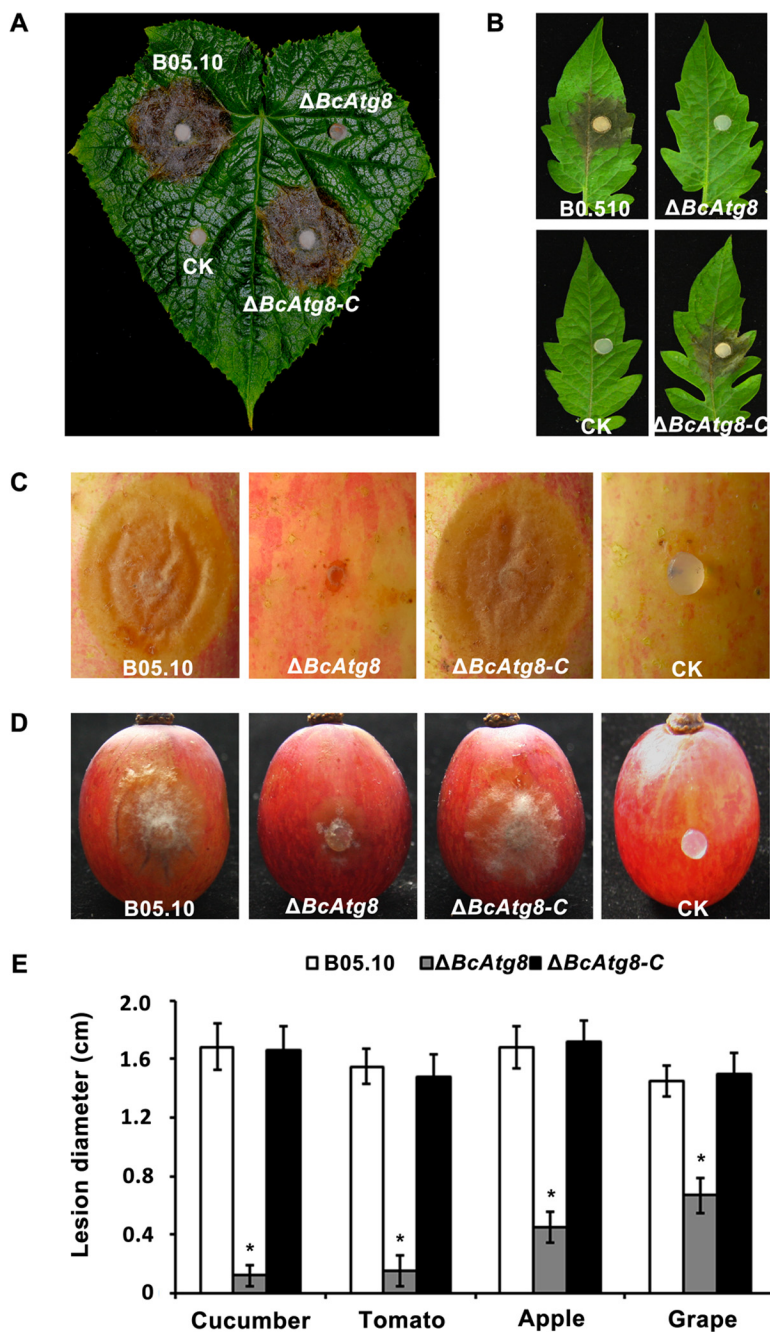 A
B05.10
ΔBcAtg8
CK
ΔBcAtg8-C
B
B0.510
ΔBcAtg8
CK
ΔBcAtg8-C
C
B05.10
ΔBcAtg8
ΔBcAtg8-C
CK
D
B05.10
ΔBcAtg8
ΔBcAtg8-C
CK
E
B05.10 ΔBcAtg8 ΔBcAtg8-C
Lesion diameter (cm)
2.0
1.6
1.2
0.8
0.4
0
* * * *
Cucumber Tomato Apple Grape